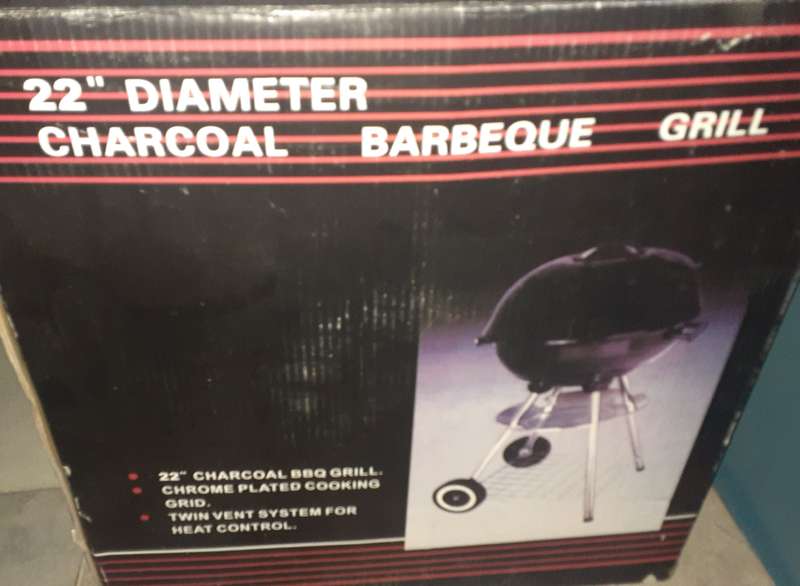 22" DIAMETER
CHARCOAL BARBEQUE GRILL
22" CHARCOAL BBQ GRILL.
CHROME PLATED COOKING
GRID.
TWIN VENT SYSTEM FOR
HEAT CONTROL.